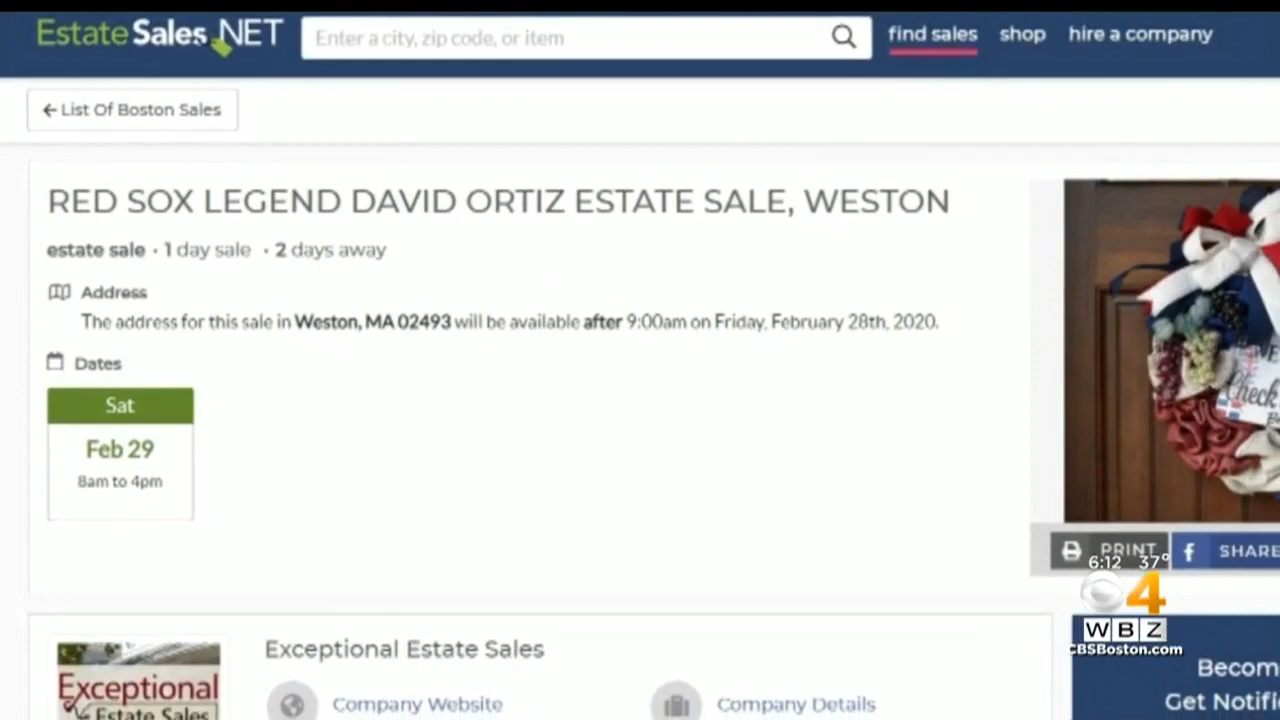 EstateSales.NET
Enter a city, zip code, or item
find sales
shop
hire a company
List Of Boston Sales
RED SOX LEGEND DAVID ORTIZ ESTATE SALE, WESTON
estate sale · 1 day sale · 2 days away
Address
The address for this sale in Weston, MA 02493 will be available after 9:00am on Friday, February 28th, 2020.
Dates
Sat
Feb 29
8am to 4pm
Check
PRINT
f SHARE
6:12 37°
4
WBZ
CBSBoston.com
Exceptional Estate Sales
Exceptional
Estate Sales
Company Website
Company Details
Becom
Get Notifi